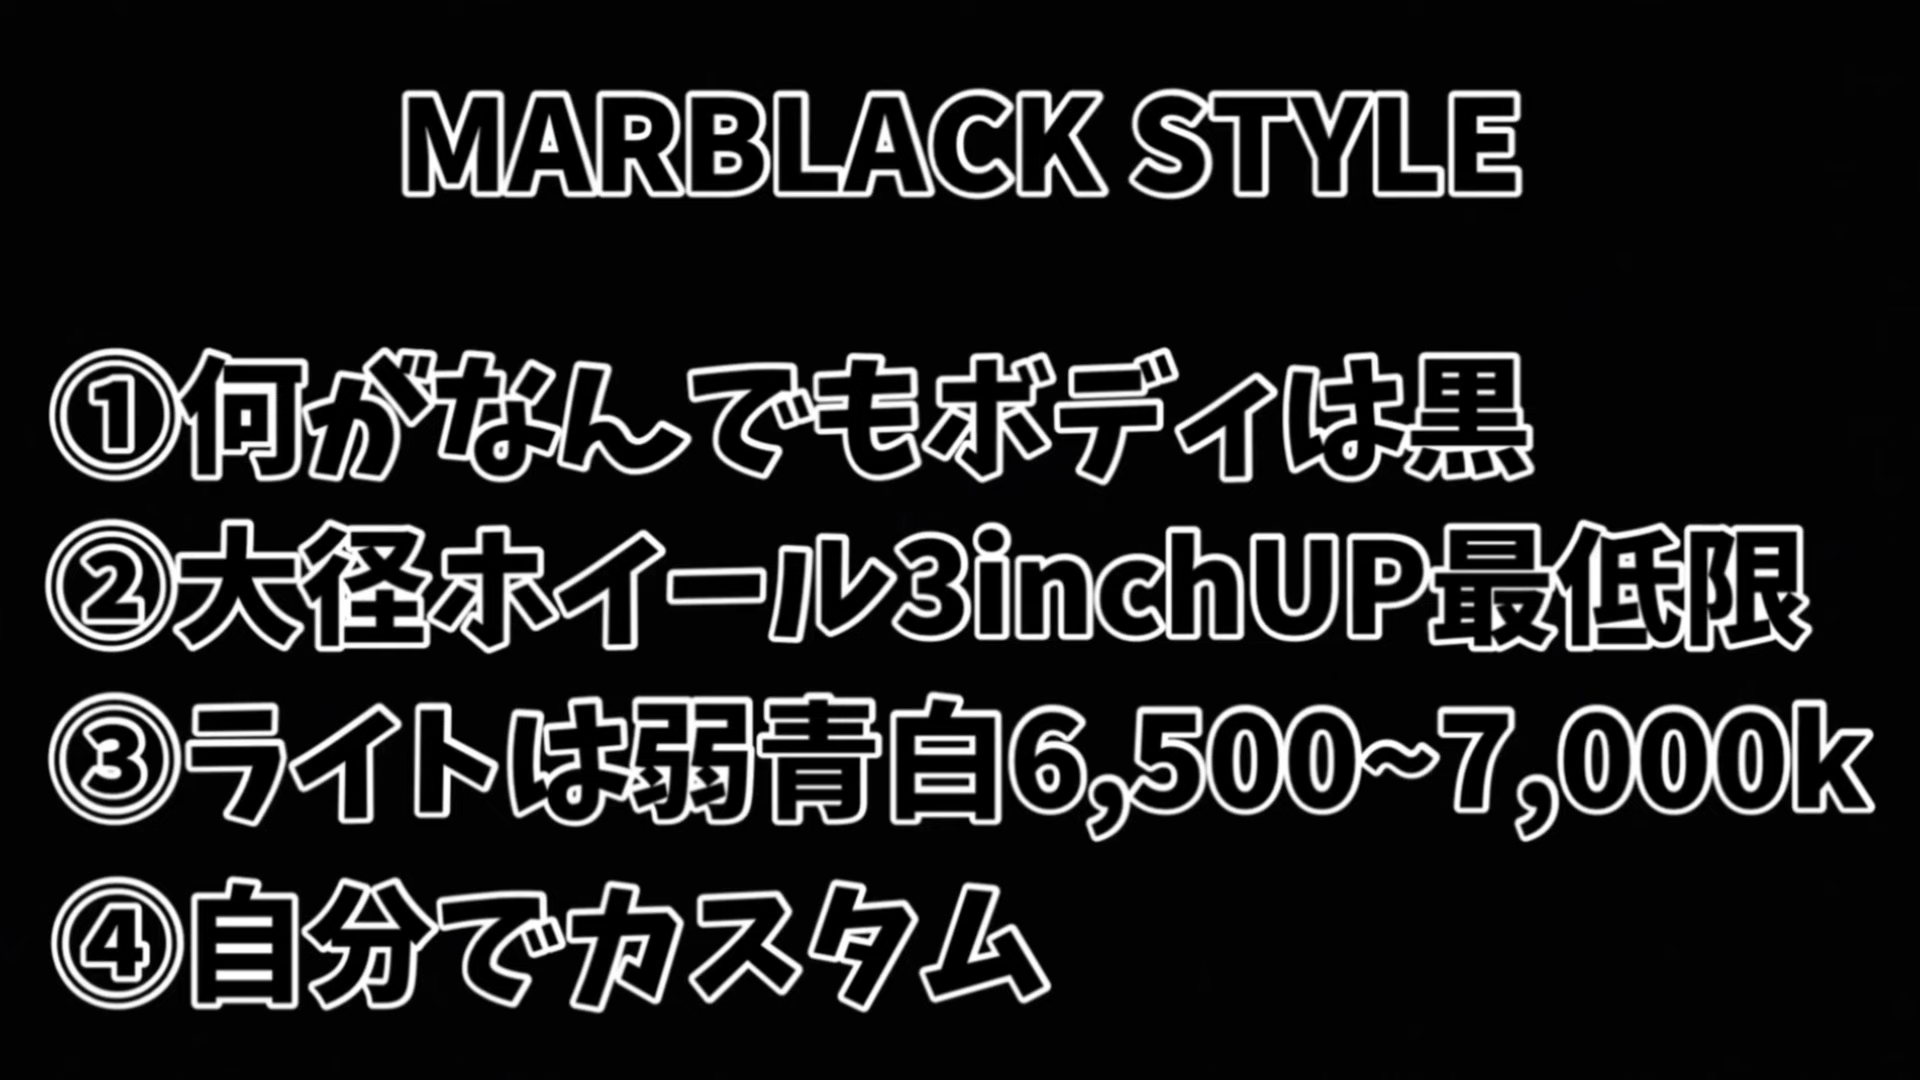 MARBLACK STYLE
①何がなんでもボディは黒
②大径ホイール3inchUP最低限
③ライトは弱青白6,500~7,000k
④自分でカスタム